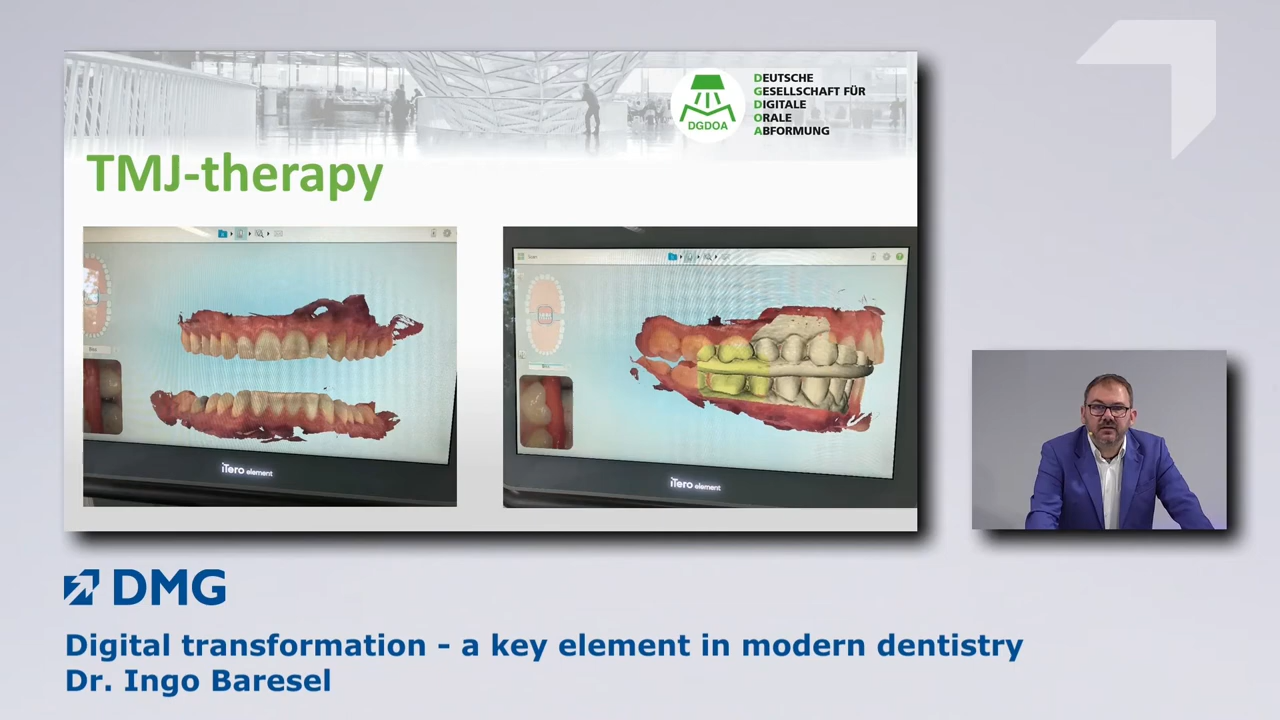 DEUTSCHE
GESELLSCHAFT FÜR
DIGITALE
ORALE
ABFORMUNG
DGDOA
TMJ-therapy
iTero element
iTero element
DMG
Digital transformation - a key element in modern dentistry
Dr. Ingo Baresel